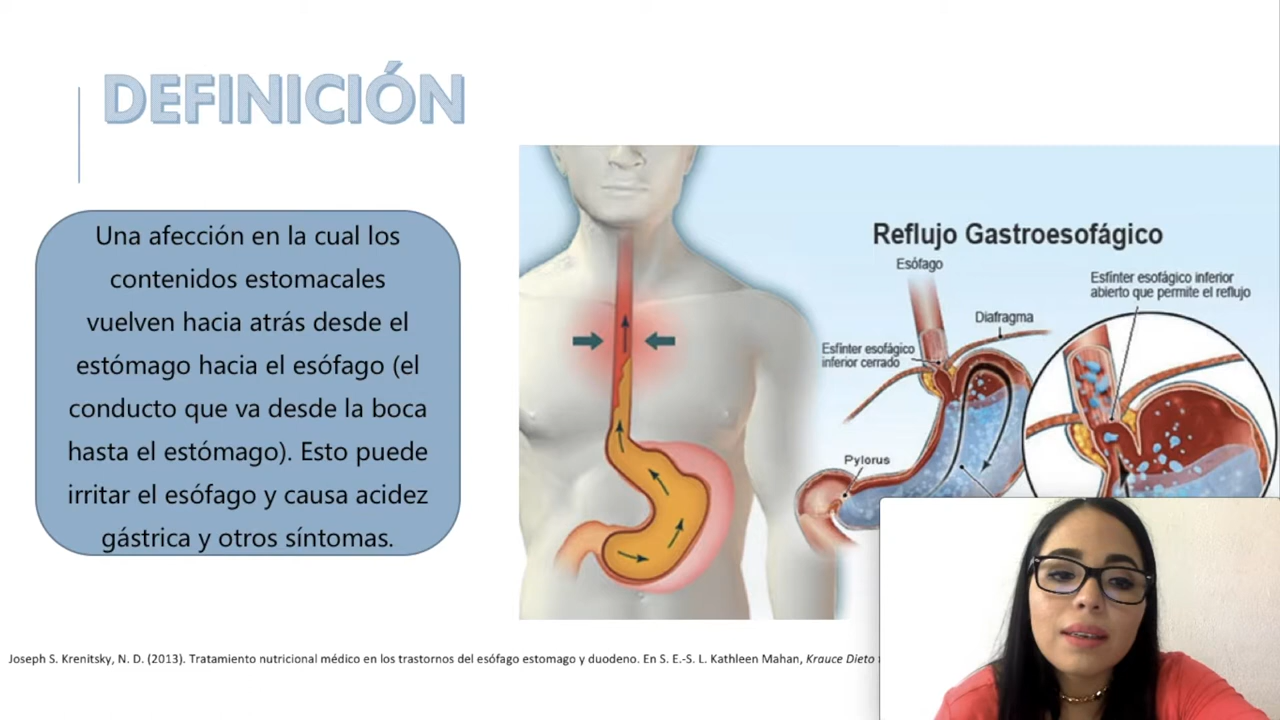 DEFINICIÓN
Una afección en la cual los
contenidos estomacales
vuelven hacia atrás desde el
estómago hacia el esófago (el
conducto que va desde la boca
hasta el estómago). Esto puede
irritar el esófago y causa acidez
gástrica y otros síntomas.
Reflujo Gastroesofágico
Esófago
Esfínter esofágico inferior
abierto que permite el reflujo
Diafragma
Esfínter esofágico
inferior cerrado
Pylorus
Joseph S. Krenitsky, N. D. (2013). Tratamiento nutricional médico en los trastornos del esófago estomago y duodeno. En S. E.-S. L. Kathleen Mahan, Krauce Dieto